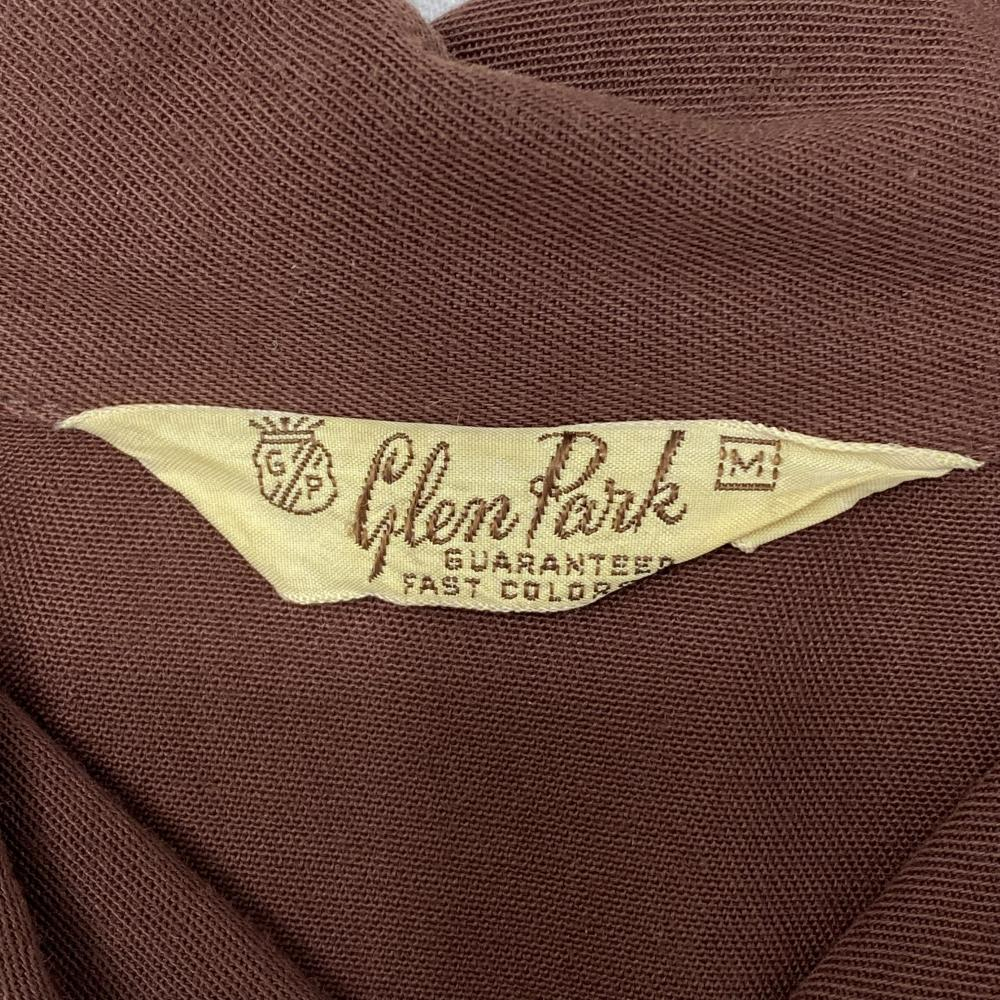 G P
Glen Park
M
GUARANTEED
FAST COLOR